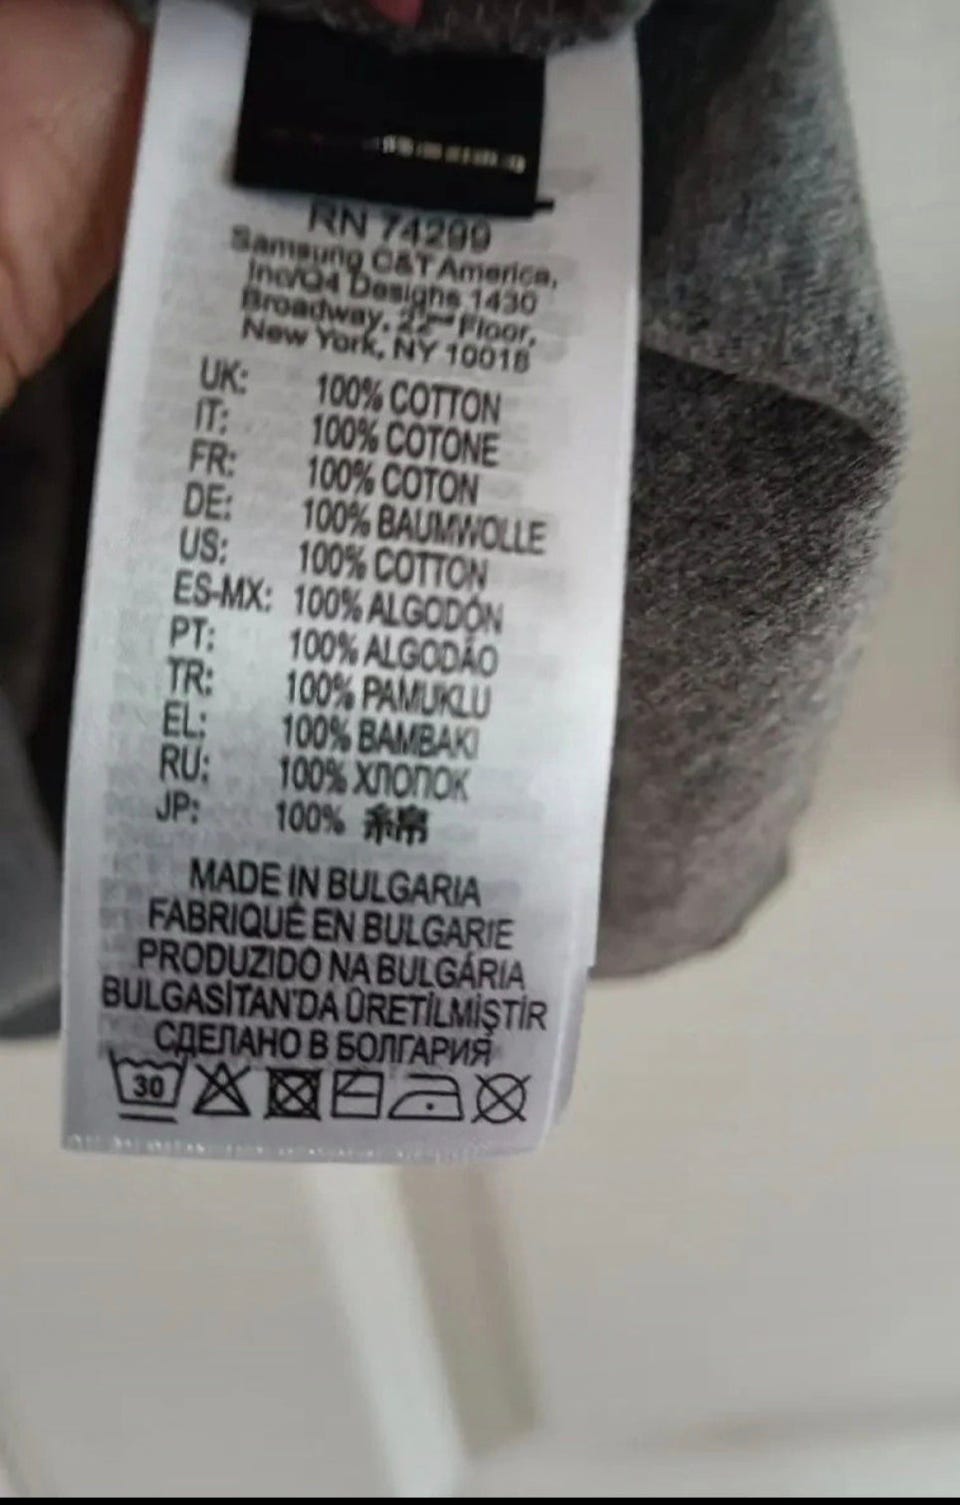 RN 74299
Samsung C&T America,
Inc/Q4 Designs 1430
Broadway, 22nd Floor,
New York, NY 10018
UK: 100% COTTON
IT: 100% COTONE
FR: 100% COTON
DE: 100% BAUMWOLLE
US: 100% COTTON
ES-MX: 100% ALGODÓN
PT: 100% ALGODÃO
TR: 100% PAMUKLU
EL: 100% BAMBAKI
RU: 100% ХЛОПОК
JP: 100% 綿
MADE IN BULGARIA
FABRIQUÉ EN BULGARIE
PRODUZIDO NA BULGÁRIA
BULGASİTAN'DA ÜRETİLMİŞTİR
СДЕЛАНО В БОЛГАРИЯ
30